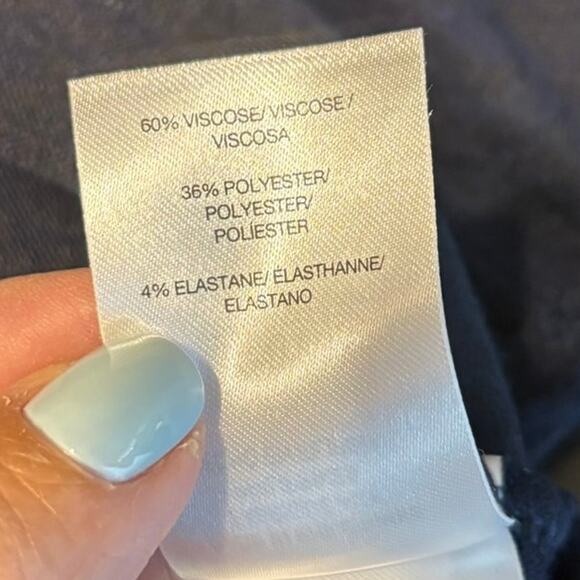 60% VISCOSE/ VISCOSE /
VISCOSA
36% POLYESTER/
POLYESTER/
POLIESTER
4% ELASTANE/ ELASTHANNE/
ELASTANO